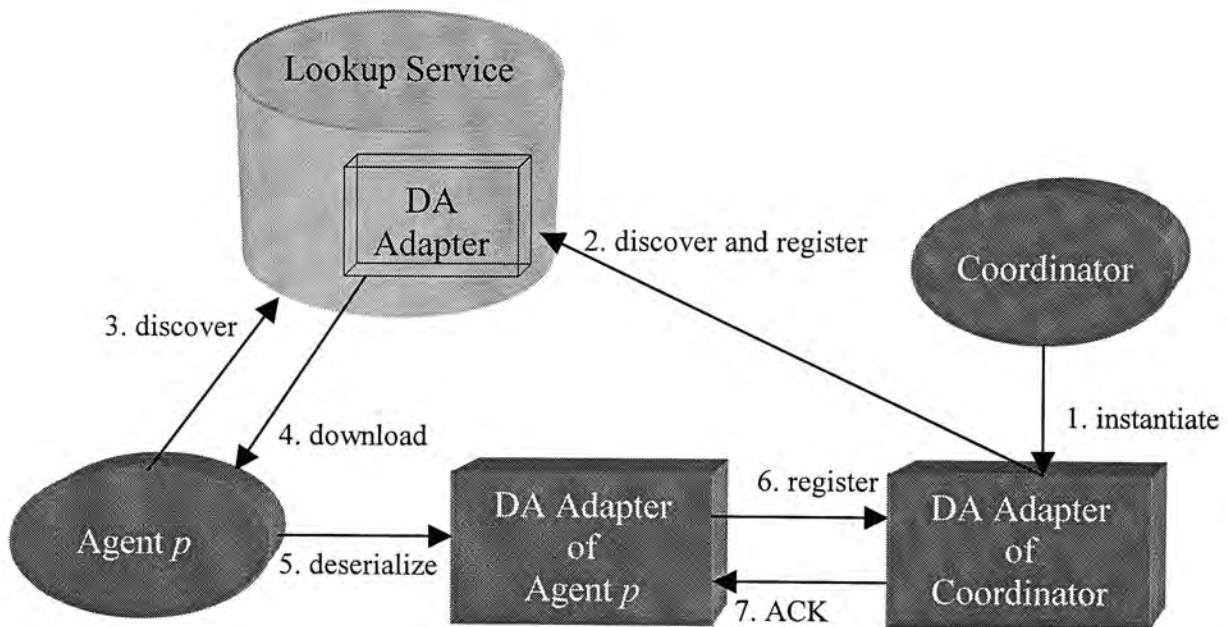 Lookup Service
DA
Adapter
2. discover and register
Coordinator
3. discover
1. instantiate
4. download
Agent p
5. deserialize
DA Adapter
of
Agent p
6. register
7. ACK
DA Adapter
of
Coordinator